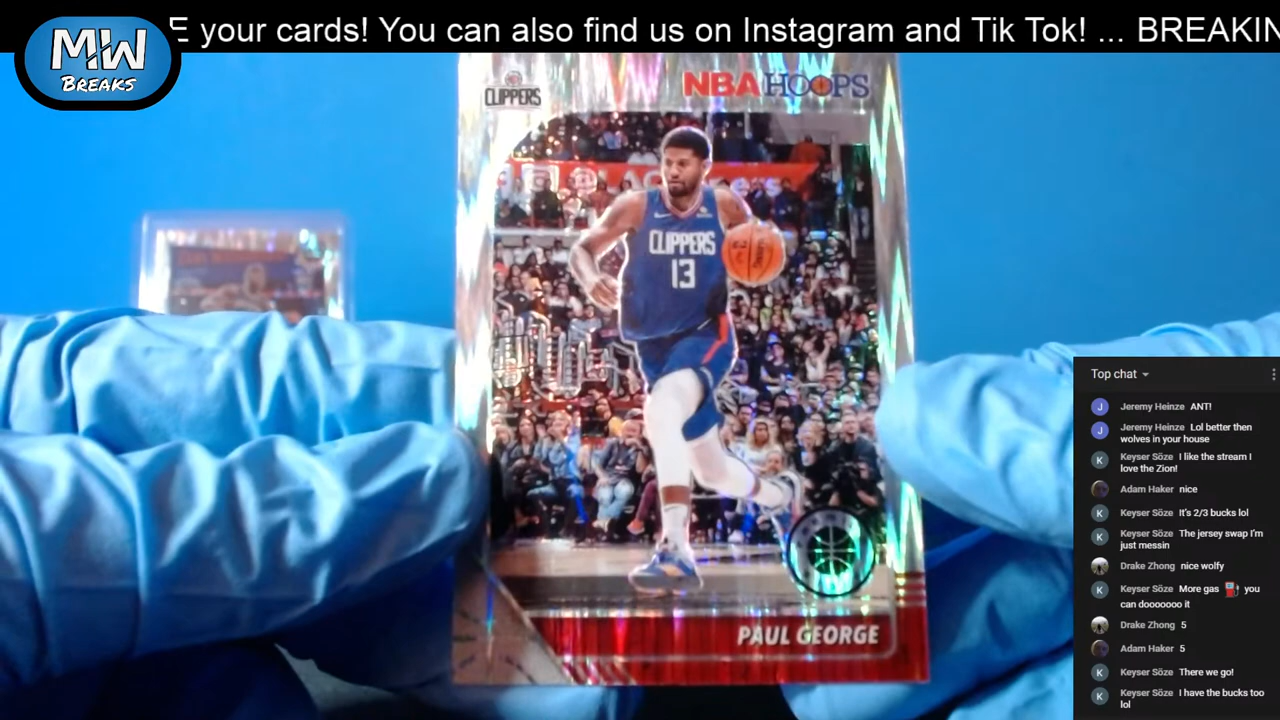 E your cards! You can also find us on Instagram and Tik Tok! ... BREAKIN
MW
BREAKS
CLIPPERS
NBA HOOPS
CLIPPERS
13
PAUL GEORGE
Top chat
Jeremy Heinze ANT!
Jeremy Heinze Lol better then
wolves in your house
Keyser Söze I like the stream I
love the Zion!
Adam Haker nice
Keyser Söze It's 2/3 bucks lol
Keyser Söze The jersey swap I'm
just messin
Drake Zhong nice wolfy
Keyser Söze More gas ⛽ you
can dooooooo it
Drake Zhong 5
Adam Haker 5
Keyser Söze There we go!
Keyser Söze I have the bucks too
lol